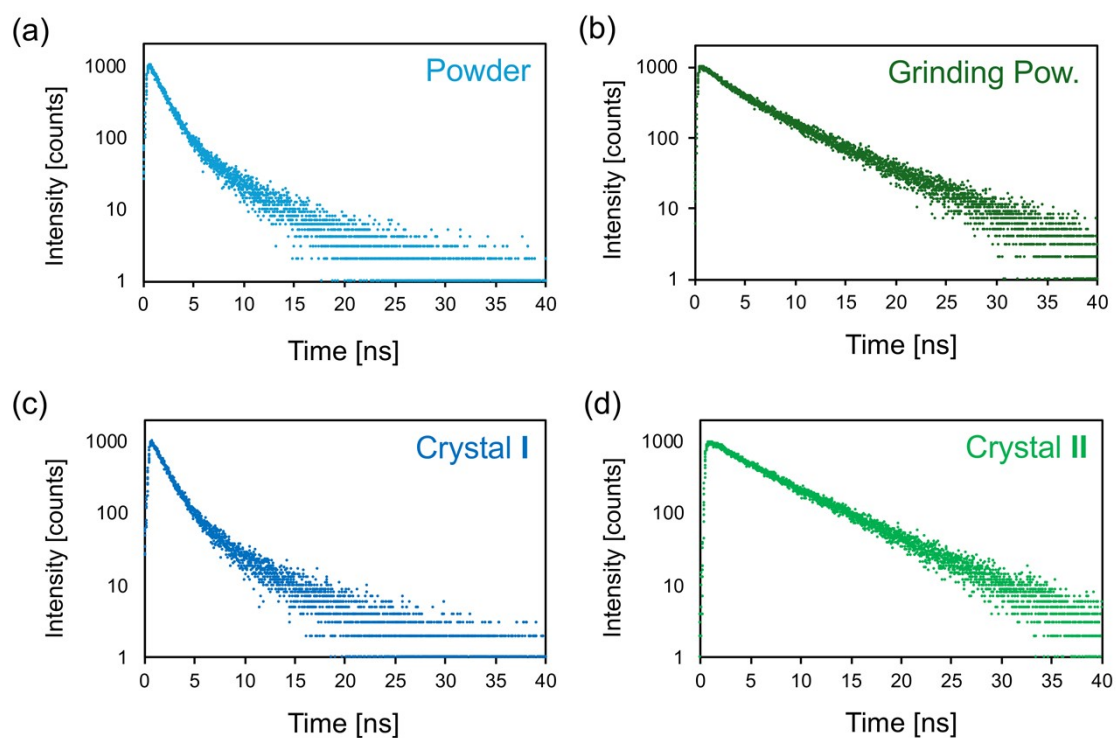 (a)
Powder
Intensity [counts]
1000
100
10
1
0 5 10 15 20 25 30 35 40
Time [ns]
(b)
Grinding Pow.
Intensity [counts]
1000
100
10
1
0 5 10 15 20 25 30 35 40
Time [ns]
(c)
Crystal I
Intensity [counts]
1000
100
10
1
0 5 10 15 20 25 30 35 40
Time [ns]
(d)
Crystal II
Intensity [counts]
1000
100
10
1
0 5 10 15 20 25 30 35 40
Time [ns]